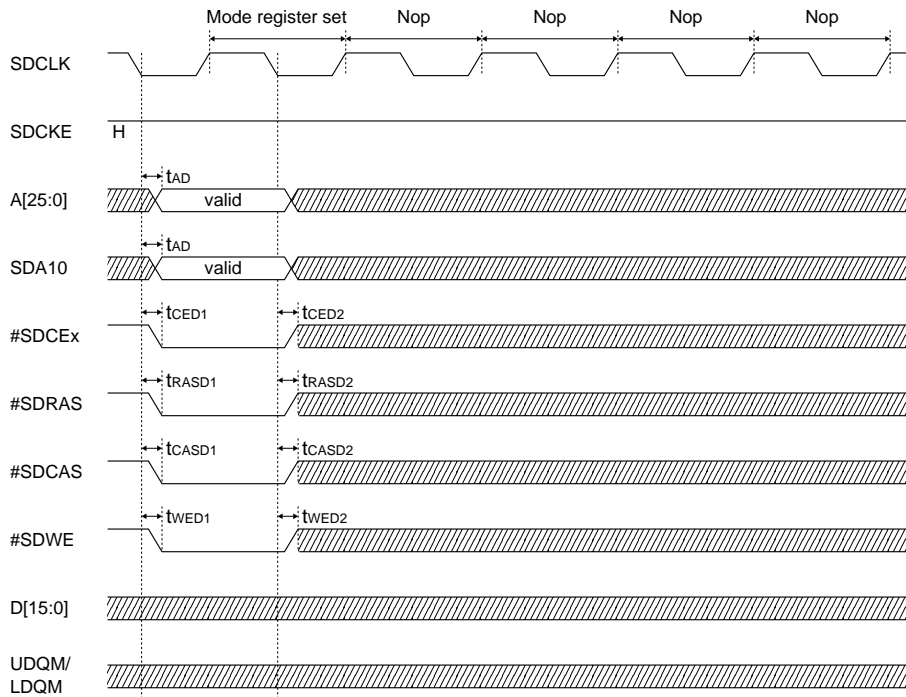 Mode register set Nop Nop Nop Nop
SDCLK
SDCKE H
tAD
A[25:0] valid
tAD
SDA10 valid
tCED1 tCED2
#SDCEx
tRASD1 tRASD2
#SDRAS
tCASD1 tCASD2
#SDCAS
tWED1 tWED2
#SDWE
D[15:0]
UDQM/
LDQM